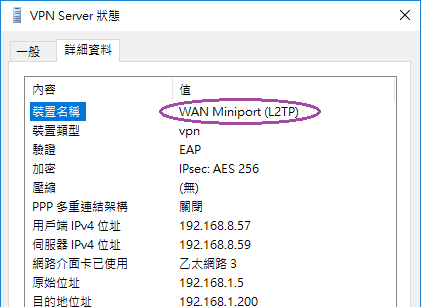 VPN Server 狀態
一般 詳細資料
內容 值
裝置名稱 WAN Miniport (L2TP)
裝置類型 vpn
驗證 EAP
加密 IPsec: AES 256
壓縮 (無)
PPP 多重連結架構 關閉
用戶端 IPv4 位址 192.168.8.57
伺服器 IPv4 位址 192.168.8.59
網路介面卡已使用 乙太網路 3
原始位址 192.168.1.5
目的地位址 192.168.1.200